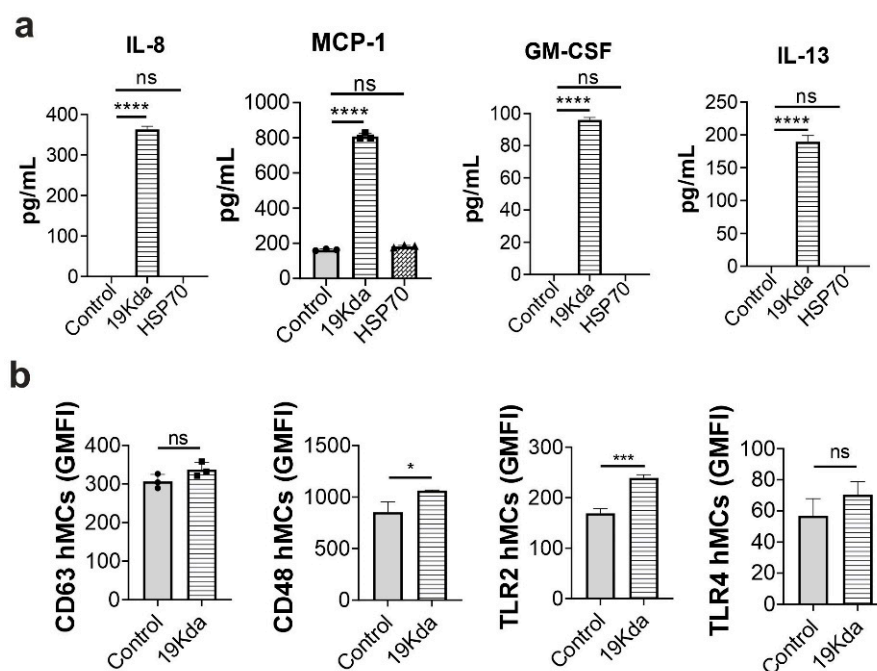 a
IL-8
ns
****
pg/mL
400
300
200
100
0
Control
19Kda
HSP70
MCP-1
ns
****
pg/mL
1000
800
600
400
200
0
Control
19Kda
HSP70
GM-CSF
ns
****
pg/mL
100
80
60
40
20
0
Control
19Kda
HSP70
IL-13
ns
****
pg/mL
250
200
150
100
50
0
Control
19Kda
HSP70
b
CD63 hMCs (GMFI)
400
300
200
100
0
ns
Control
19Kda
CD48 hMCs (GMFI)
1500
1000
500
0
*
Control
19Kda
TLR2 hMCs (GMFI)
300
200
100
0
***
Control
19Kda
TLR4 hMCs (GMFI)
80
60
40
20
0
ns
Control
19Kda